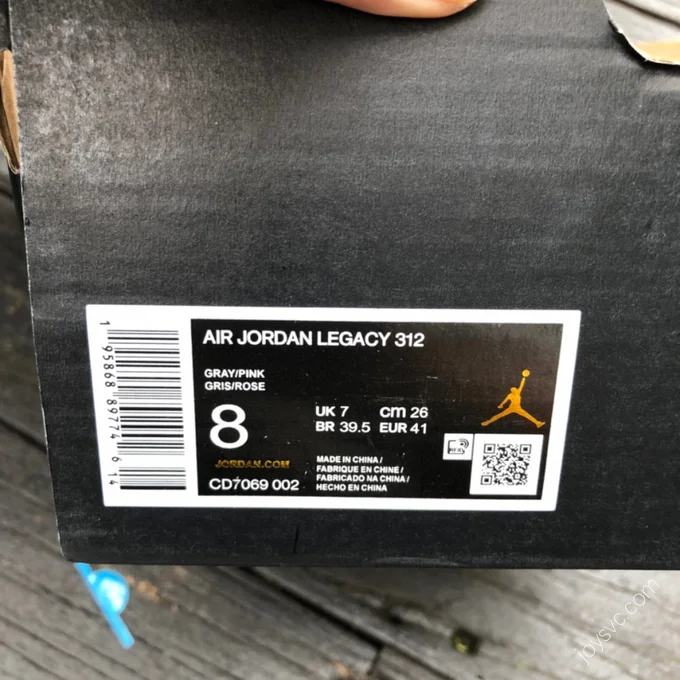 AIR JORDAN LEGACY 312
GRAY/PINK
GRIS/ROSE
8
UK 7 cm 26
BR 39.5 EUR 41
JORDAN.COM
CD7069 002
MADE IN CHINA /
FABRIQUE EN CHINE /
FABRICADO NA CHINA /
HECHO EN CHINA
RFID
1 95868 89774 6 14
joysvc.com